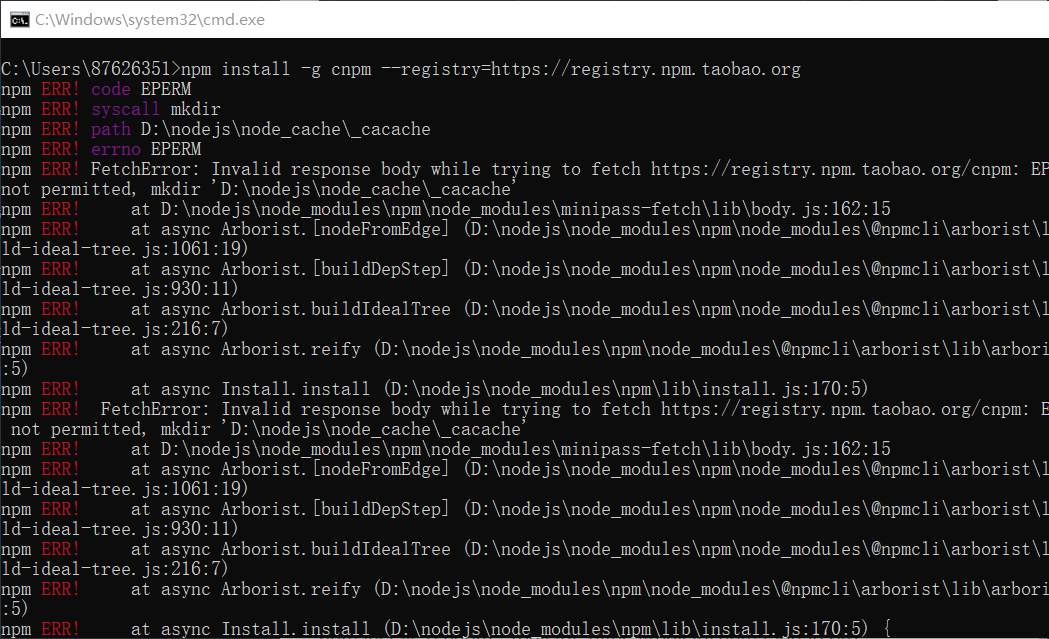 C:\Windows\system32\cmd.exe
C:\Users\87626351>npm install -g cnpm --registry=https://registry.npm.taobao.org
npm ERR! code EPERM
npm ERR! syscall mkdir
npm ERR! path D:\nodejs\node_cache\_cacache
npm ERR! errno EPERM
npm ERR! FetchError: Invalid response body while trying to fetch https://registry.npm.taobao.org/cnpm: EP
not permitted, mkdir 'D:\nodejs\node_cache\_cacache'
npm ERR!     at D:\nodejs\node_modules\npm\node_modules\minipass-fetch\lib\body.js:162:15
npm ERR!     at async Arborist.[nodeFromEdge] (D:\nodejs\node_modules\npm\node_modules\@npmcli\arborist\l
ld-ideal-tree.js:1061:19)
npm ERR!     at async Arborist.[buildDepStep] (D:\nodejs\node_modules\npm\node_modules\@npmcli\arborist\l
ld-ideal-tree.js:930:11)
npm ERR!     at async Arborist.buildIdealTree (D:\nodejs\node_modules\npm\node_modules\@npmcli\arborist\l
ld-ideal-tree.js:216:7)
npm ERR!     at async Arborist.reify (D:\nodejs\node_modules\npm\node_modules\@npmcli\arborist\lib\arbori
:5)
npm ERR!     at async Install.install (D:\nodejs\node_modules\npm\lib\install.js:170:5)
npm ERR!  FetchError: Invalid response body while trying to fetch https://registry.npm.taobao.org/cnpm: E
 not permitted, mkdir 'D:\nodejs\node_cache\_cacache'
npm ERR!     at D:\nodejs\node_modules\npm\node_modules\minipass-fetch\lib\body.js:162:15
npm ERR!     at async Arborist.[nodeFromEdge] (D:\nodejs\node_modules\npm\node_modules\@npmcli\arborist\l
ld-ideal-tree.js:1061:19)
npm ERR!     at async Arborist.[buildDepStep] (D:\nodejs\node_modules\npm\node_modules\@npmcli\arborist\l
ld-ideal-tree.js:930:11)
npm ERR!     at async Arborist.buildIdealTree (D:\nodejs\node_modules\npm\node_modules\@npmcli\arborist\l
ld-ideal-tree.js:216:7)
npm ERR!     at async Arborist.reify (D:\nodejs\node_modules\npm\node_modules\@npmcli\arborist\lib\arbori
:5)
npm ERR!     at async Install.install (D:\nodejs\node_modules\npm\lib\install.js:170:5) {